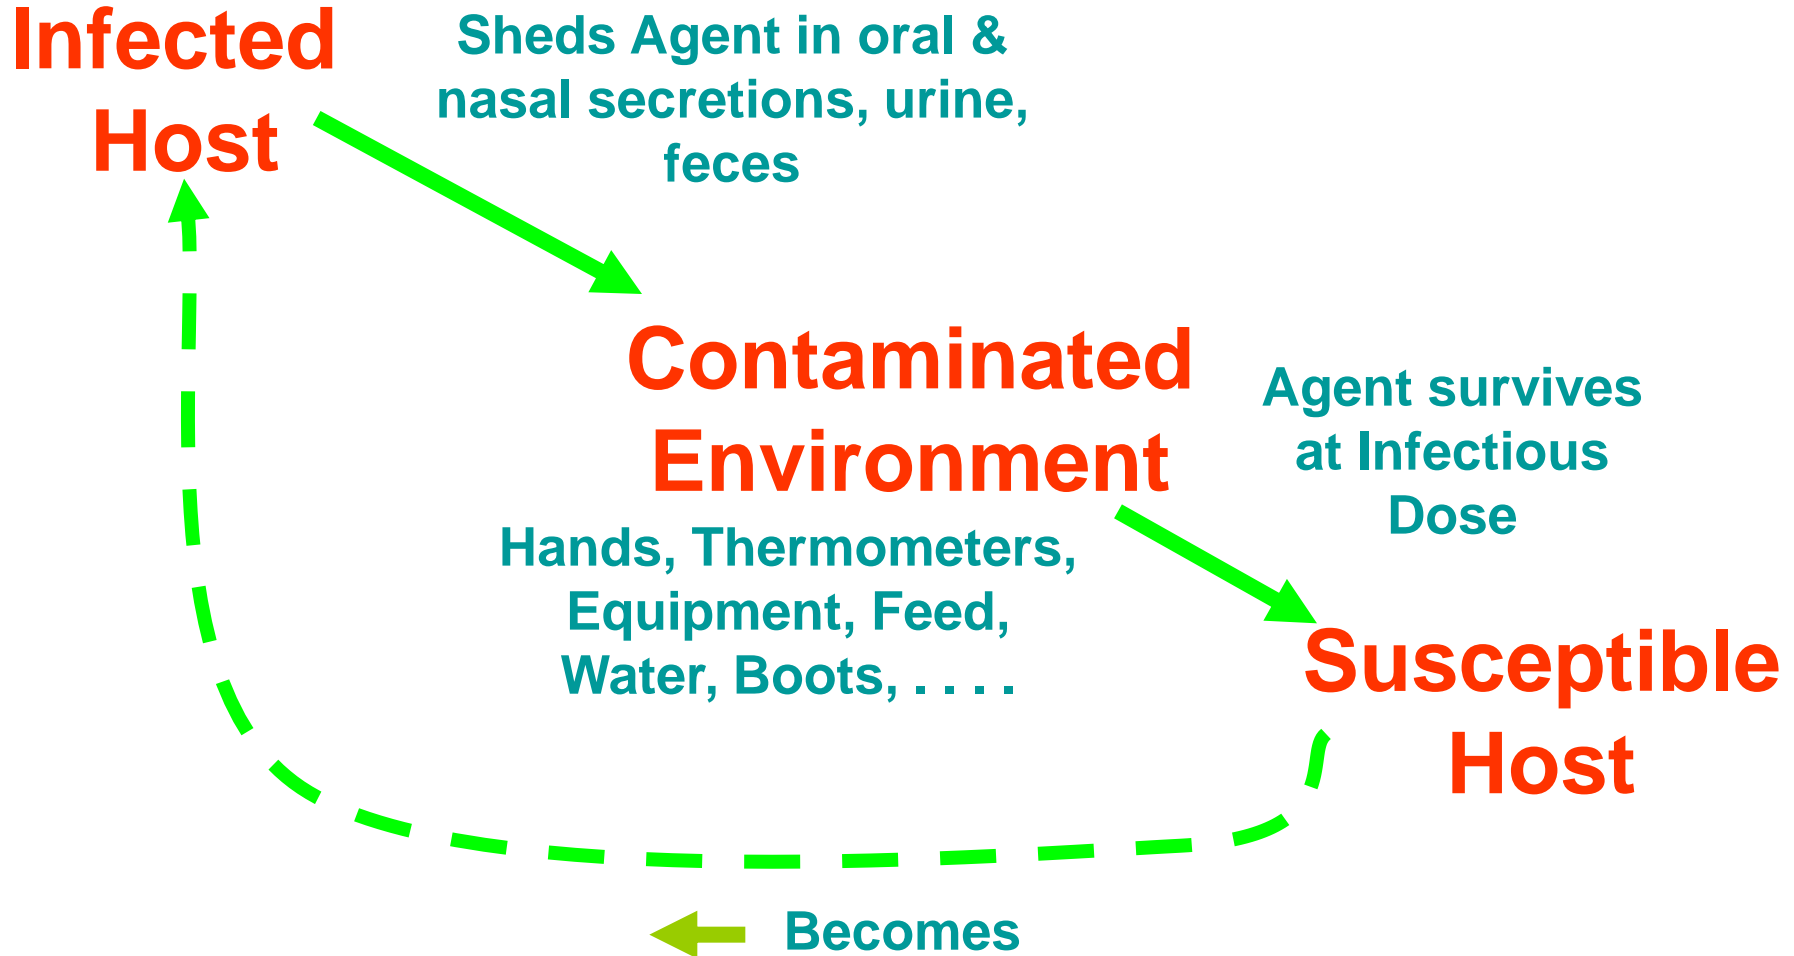 Infected
Host
Sheds Agent in oral &
nasal secretions, urine,
feces
Contaminated
Environment
Agent survives
at Infectious
Dose
Hands, Thermometers,
Equipment, Feed,
Water, Boots, . . . .
Susceptible
Host
Becomes